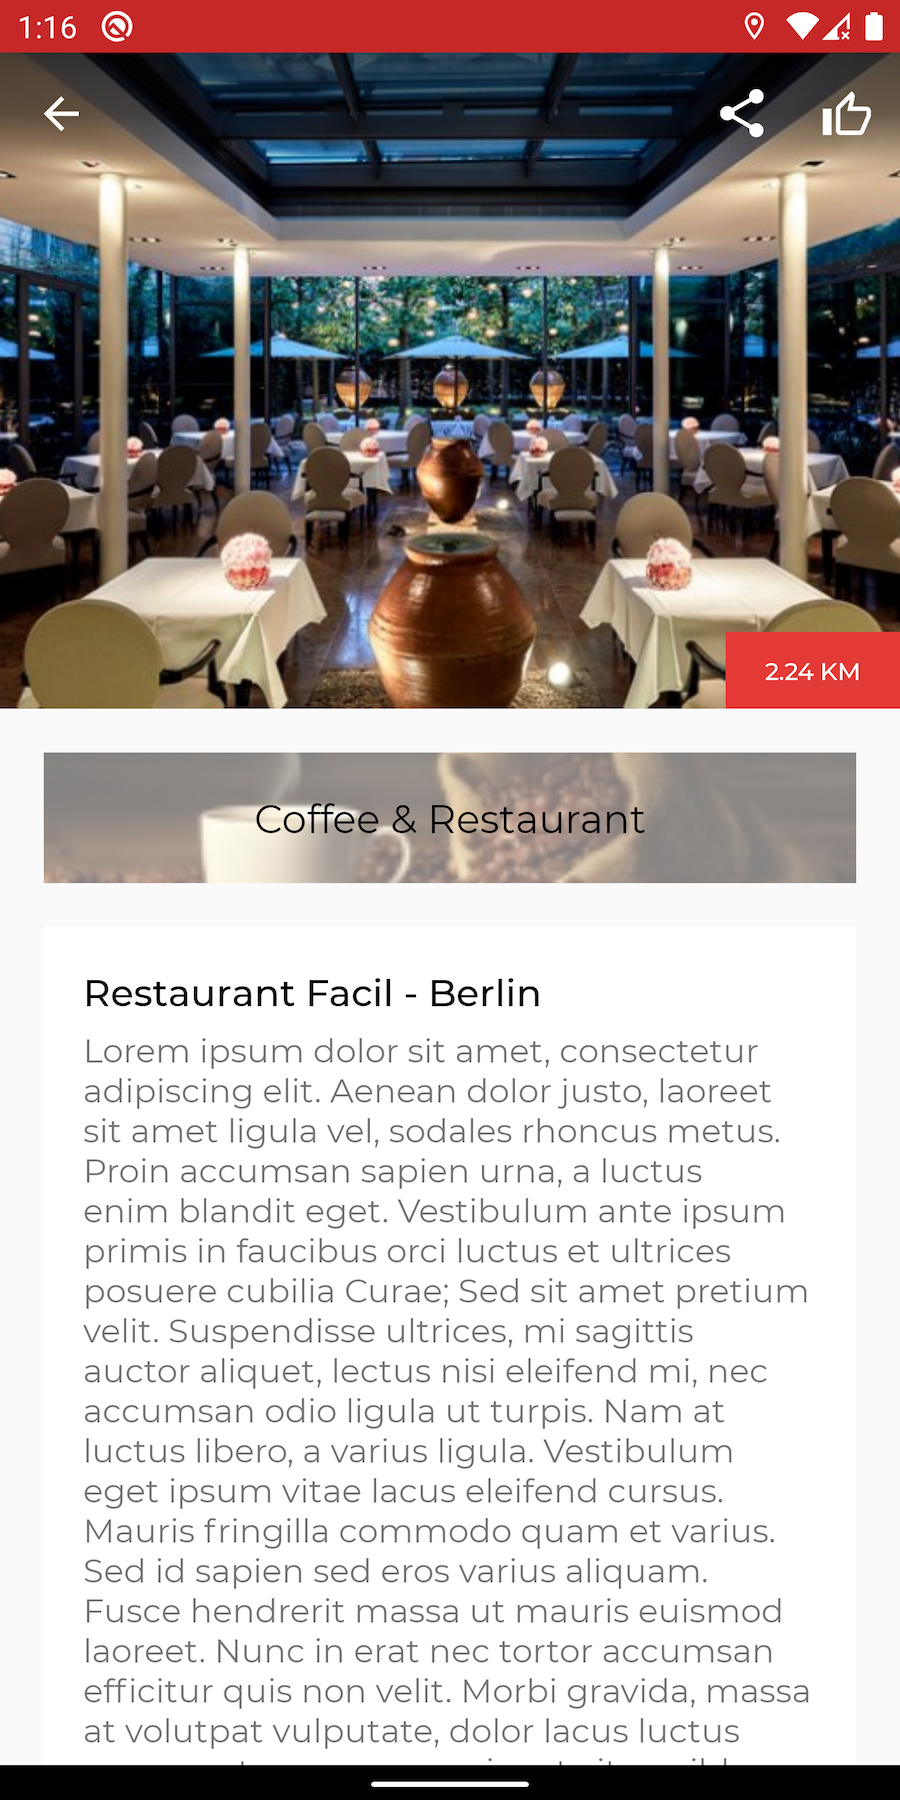 1:16
2.24 KM
Coffee & Restaurant
Restaurant Facil - Berlin
Lorem ipsum dolor sit amet, consectetur
adipiscing elit. Aenean dolor justo, laoreet
sit amet ligula vel, sodales rhoncus metus.
Proin accumsan sapien urna, a luctus
enim blandit eget. Vestibulum ante ipsum
primis in faucibus orci luctus et ultrices
posuere cubilia Curae; Sed sit amet pretium
velit. Suspendisse ultrices, mi sagittis
auctor aliquet, lectus nisi eleifend mi, nec
accumsan odio ligula ut turpis. Nam at
luctus libero, a varius ligula. Vestibulum
eget ipsum vitae lacus eleifend cursus.
Mauris fringilla commodo quam et varius.
Sed id sapien sed eros varius aliquam.
Fusce hendrerit massa ut mauris euismod
laoreet. Nunc in erat nec tortor accumsan
efficitur quis non velit. Morbi gravida, massa
at volutpat vulputate, dolor lacus luctus